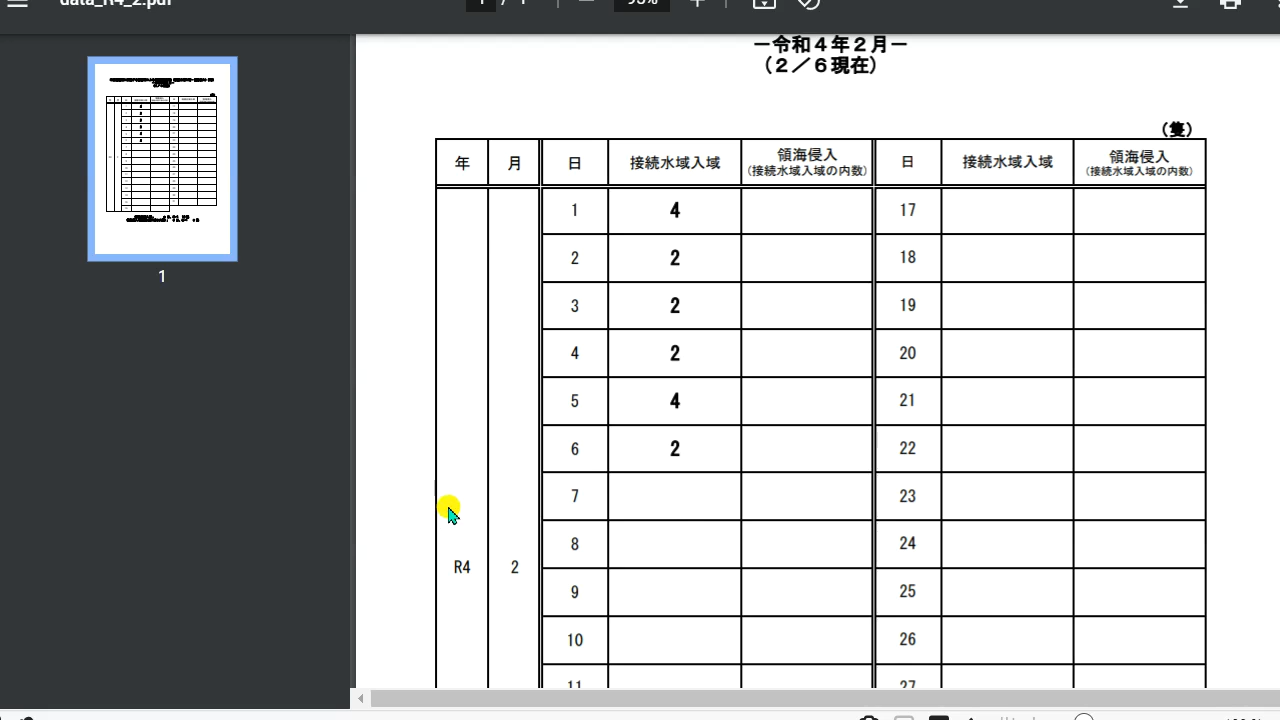 data_R4_2.pdf
－令和４年２月－
（２／６現在）
（隻）
年 月 日 接続水域入域 領海侵入 日 接続水域入域 領海侵入
(接続水域入域の内数) (接続水域入域の内数)
1 4 17
2 2 18
3 2 19
4 2 20
5 4 21
6 2 22
7 23
8 24
R4 2
9 25
10 26
11 27
1